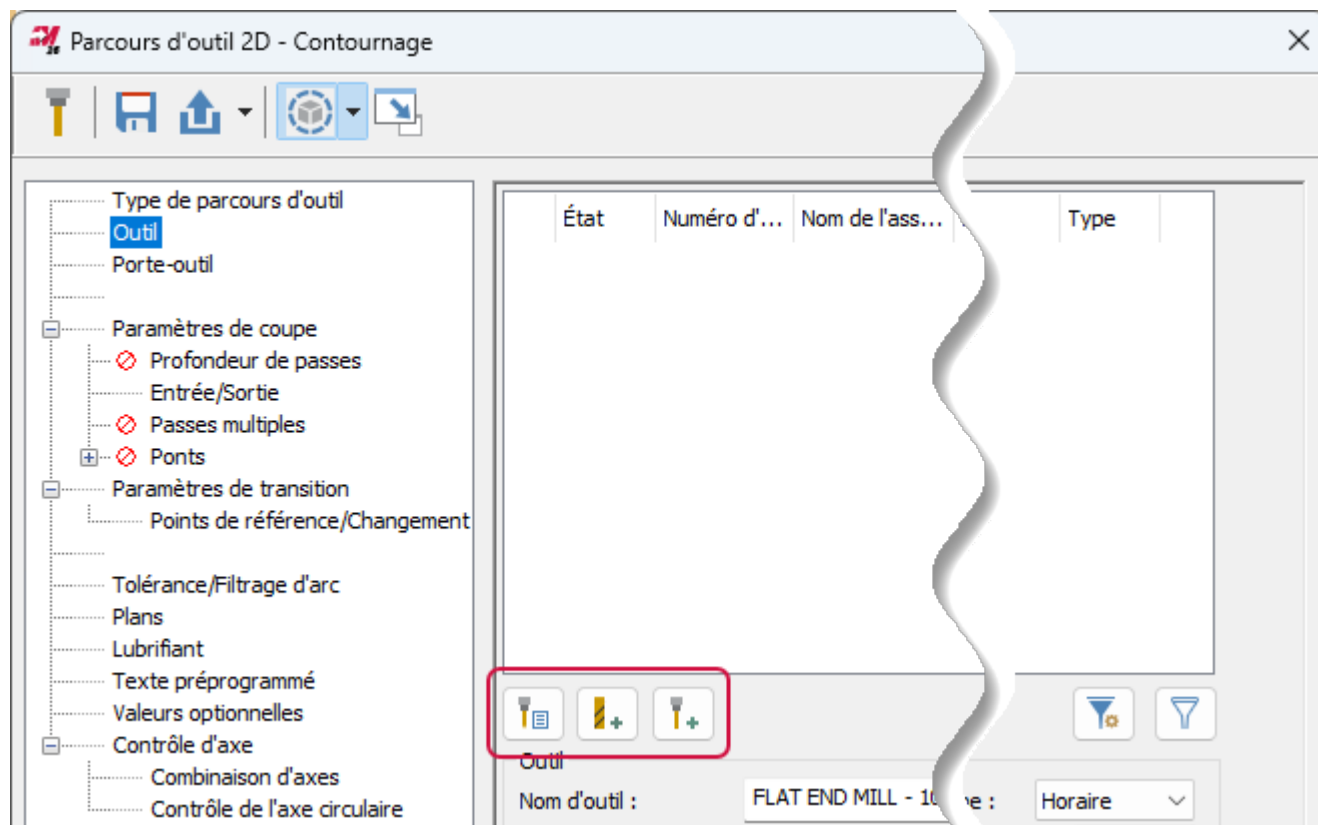 Parcours d'outil 2D - Contournage
Type de parcours d'outil
Outil
Porte-outil
Paramètres de coupe
Profondeur de passes
Entrée/Sortie
Passes multiples
Ponts
Paramètres de transition
Points de référence/Changement
Tolérance/Filtrage d'arc
Plans
Lubrifiant
Texte préprogrammé
Valeurs optionnelles
Contrôle d'axe
Combinaison d'axes
Contrôle de l'axe circulaire
État Numéro d'... Nom de l'ass... Type
Outil
Nom d'outil : FLAT END MILL - 10 Horaire